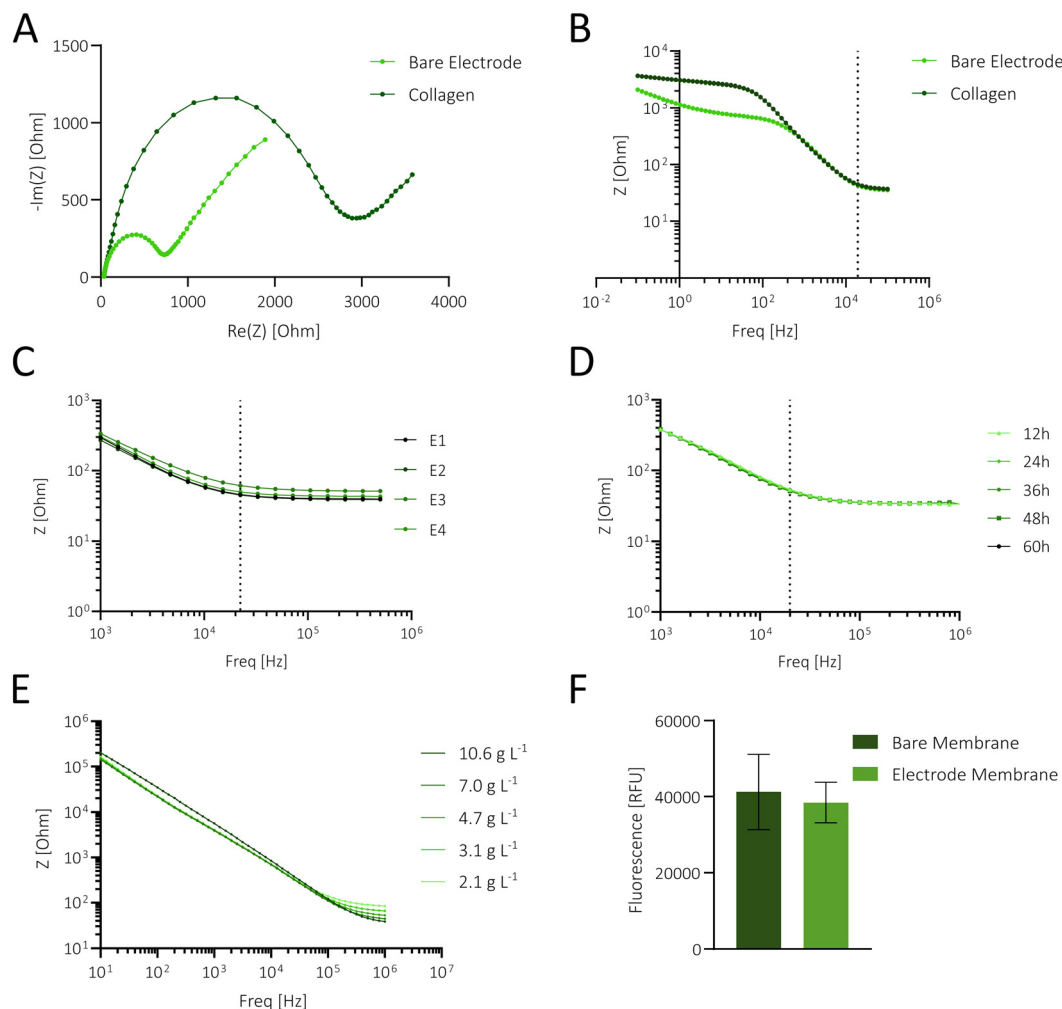 A
1500
1000
500
0
-Im(Z) [Ohm]
0 1000 2000 3000 4000
Re(Z) [Ohm]
Bare Electrode
Collagen
B
10⁴
10³
10²
10¹
Z [Ohm]
10⁻² 10⁰ 10² 10⁴ 10⁶
Freq [Hz]
Bare Electrode
Collagen
C
10³
10²
10¹
10⁰
Z [Ohm]
10³ 10⁴ 10⁵ 10⁶
Freq [Hz]
E1
E2
E3
E4
D
10³
10²
10¹
10⁰
Z [Ohm]
10³ 10⁴ 10⁵ 10⁶
Freq [Hz]
12h
24h
36h
48h
60h
E
10⁶
10⁵
10⁴
10³
10²
10¹
Z [Ohm]
10¹ 10² 10³ 10⁴ 10⁵ 10⁶ 10⁷
Freq [Hz]
10.6 g L⁻¹
7.0 g L⁻¹
4.7 g L⁻¹
3.1 g L⁻¹
2.1 g L⁻¹
F
60000
40000
20000
0
Fluorescence [RFU]
Bare Membrane
Electrode Membrane